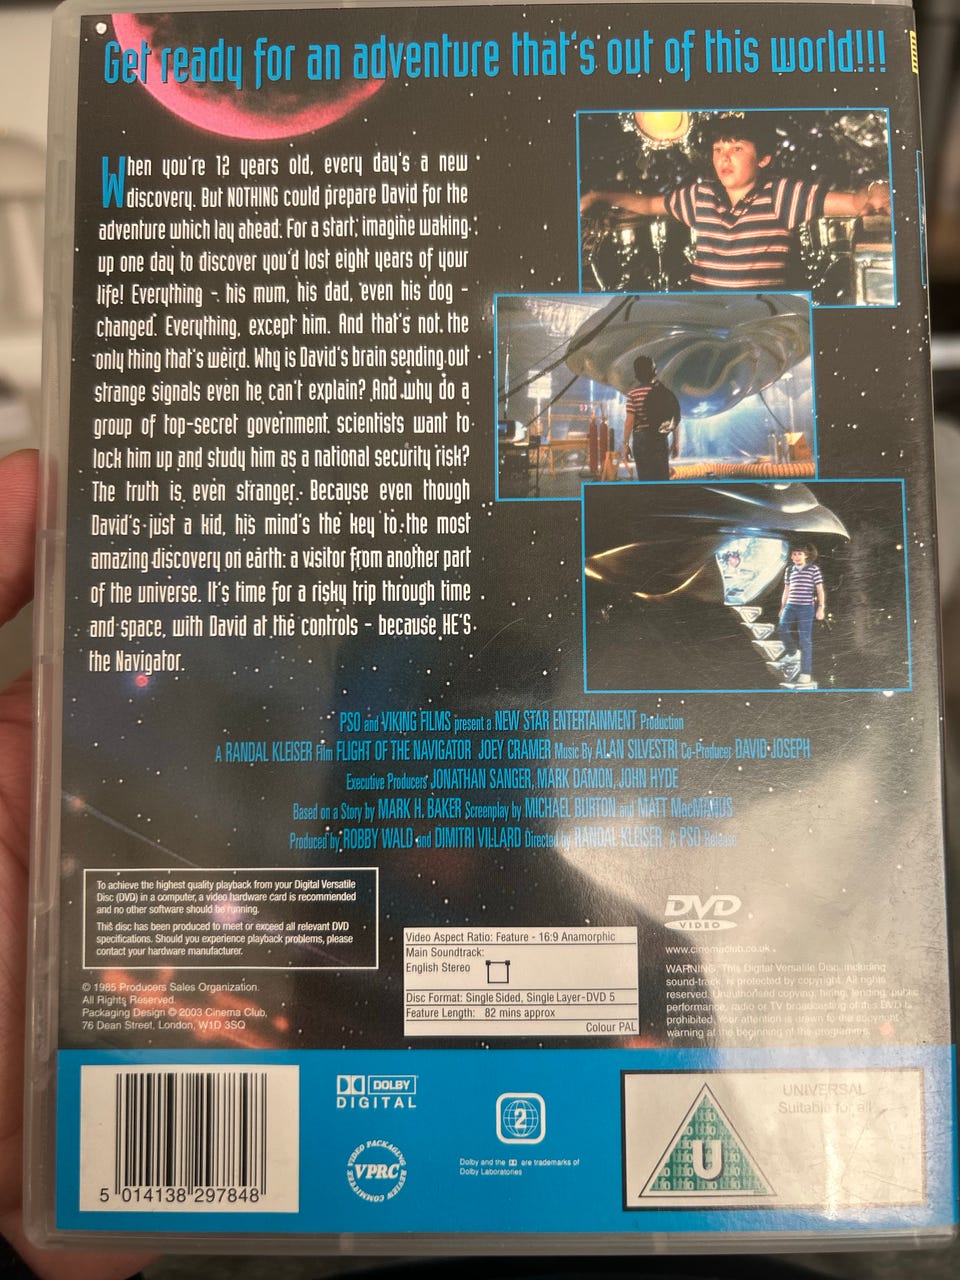 Get ready for an adventure that's out of this world!!!
When you're 12 years old, every day's a new
discovery. But NOTHING could prepare David for the
adventure which lay ahead. For a start, imagine waking
up one day to discover you'd lost eight years of your
life! Everything - his mum, his dad, even his dog -
changed. Everything, except him. And that's not the
only thing that's weird. Why is David's brain sending out
strange signals even he can't explain? And why do a
group of top-secret government scientists want to
lock him up and study him as a national security risk?
The truth is even stranger. Because even though
David's just a kid, his mind's the key to the most
amazing discovery on earth: a visitor from another part
of the universe. It's time for a risky trip through time
and space, with David at the controls - because HE'S
the Navigator.
PSO and VIKING FILMS present a NEW STAR ENTERTAINMENT Production
A RANDAL KLEISER Film FLIGHT OF THE NAVIGATOR JOEY CRAMER Music By ALAN SILVESTRI Co-Producer DAVID JOSEPH
Executive Producers JONATHAN SANGER, MARK DAMON, JOHN HYDE
Based on a Story by MARK H. BAKER Screenplay by MICHAEL BURTON and MATT MacMANUS
Produced by ROBBY WALD and DIMITRI VILLARD Directed by RANDAL KLEISER A PSO Release
To achieve the highest quality playback from your Digital Versatile
Disc (DVD) in a computer, a video hardware card is recommended
and no other software should be running.
This disc has been produced to meet or exceed all relevant DVD
specifications. Should you experience playback problems, please
contact your hardware manufacturer.
© 1985 Producers Sales Organization.
All Rights Reserved.
Packaging Design © 2003 Cinema Club,
76 Dean Street, London, W1D 3SQ
Video Aspect Ratio: Feature - 16:9 Anamorphic
Main Soundtrack:
English Stereo
Disc Format: Single Sided, Single Layer-DVD 5
Feature Length: 82 mins approx
Colour PAL
DVD
VIDEO
www.cinemaclub.co.uk
WARNING: This Digital Versatile Disc, including
sound-track, is protected by copyright. All rights
reserved. Unauthorised copying, hiring, lending, public
performance, radio or TV broadcasting of this DVD is
prohibited. Your attention is drawn to the copyright
warning at the beginning of the programme.
5 014138 297848
DOLBY
DIGITAL
VIDEO PACKAGING REVIEW COMMITTEE
VPRC
2
Dolby and the are trademarks of
Dolby Laboratories
UNIVERSAL
Suitable for all
U